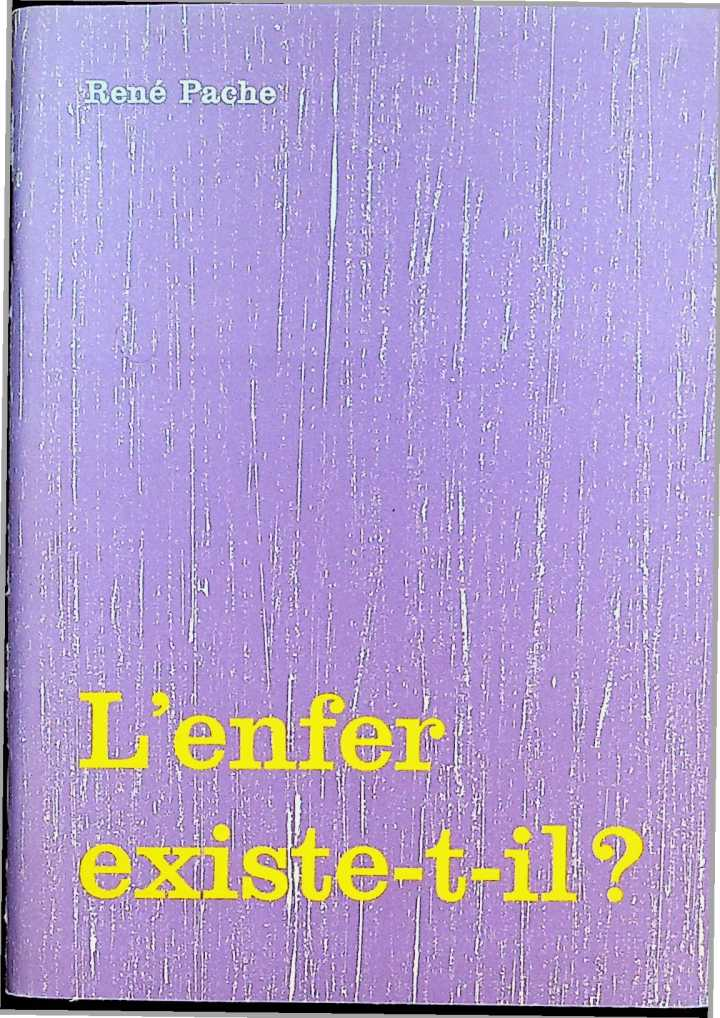 René Pache
L'enfer
existe-t-il?